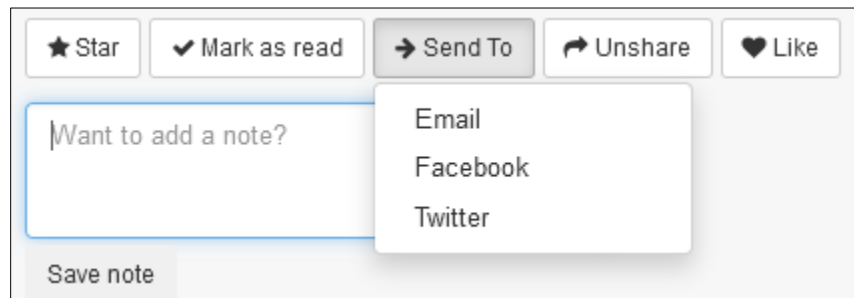 Star Mark as read Send To Unshare Like
Want to add a note?
Email
Facebook
Twitter
Save note